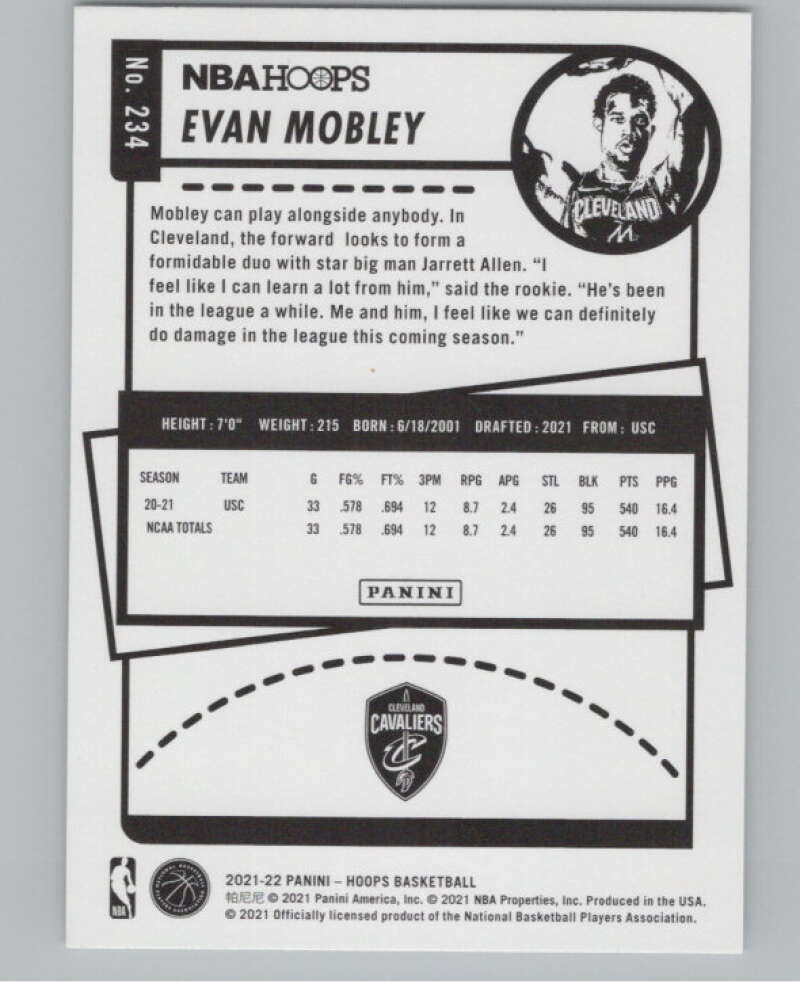 No. 234
NBA HOOPS
EVAN MOBLEY
CLEVELAND
Mobley can play alongside anybody. In
Cleveland, the forward looks to form a
formidable duo with star big man Jarrett Allen. “I
feel like I can learn a lot from him,” said the rookie. “He’s been
in the league a while. Me and him, I feel like we can definitely
do damage in the league this coming season.”
HEIGHT: 7'0" WEIGHT: 215 BORN: 6/18/2001 DRAFTED: 2021 FROM: USC
SEASON TEAM G FG% FT% 3PM RPG APG STL BLK PTS PPG
20-21 USC 33 .578 .694 12 8.7 2.4 26 95 540 16.4
NCAA TOTALS 33 .578 .694 12 8.7 2.4 26 95 540 16.4
PANINI
CLEVELAND
CAVALIERS
C
NBA
NATIONAL BASKETBALL
PLAYERS ASSOCIATION
2021-22 PANINI – HOOPS BASKETBALL
帕尼尼 © 2021 Panini America, Inc. © 2021 NBA Properties, Inc. Produced in the USA.
© 2021 Officially licensed product of the National Basketball Players Association.